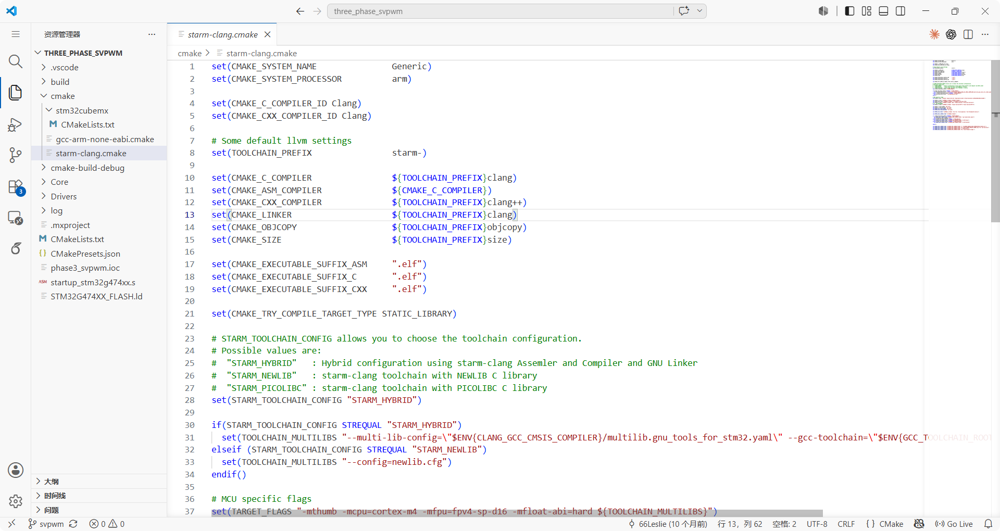 three_phase_svpwm
资源管理器
THREE_PHASE_SVPWM
.vscode
build
cmake
stm32cubemx
CMakeLists.txt
gcc-arm-none-eabi.cmake
starm-clang.cmake
cmake-build-debug
Core
Drivers
log
.mxproject
CMakeLists.txt
CMakePresets.json
phase3_svpwm.ioc
ASM startup_stm32g474xx.s
STM32G474XX_FLASH.ld
大纲
时间线
问题
3
starm-clang.cmake
cmake > starm-clang.cmake
1 set(CMAKE_SYSTEM_NAME               Generic)
2 set(CMAKE_SYSTEM_PROCESSOR          arm)
3
4 set(CMAKE_C_COMPILER_ID Clang)
5 set(CMAKE_CXX_COMPILER_ID Clang)
6
7 # Some default llvm settings
8 set(TOOLCHAIN_PREFIX                starm-)
9
10 set(CMAKE_C_COMPILER                ${TOOLCHAIN_PREFIX}clang)
11 set(CMAKE_ASM_COMPILER              ${CMAKE_C_COMPILER})
12 set(CMAKE_CXX_COMPILER              ${TOOLCHAIN_PREFIX}clang++)
13 set(CMAKE_LINKER                    ${TOOLCHAIN_PREFIX}clang)
14 set(CMAKE_OBJCOPY                   ${TOOLCHAIN_PREFIX}objcopy)
15 set(CMAKE_SIZE                      ${TOOLCHAIN_PREFIX}size)
16
17 set(CMAKE_EXECUTABLE_SUFFIX_ASM     ".elf")
18 set(CMAKE_EXECUTABLE_SUFFIX_C       ".elf")
19 set(CMAKE_EXECUTABLE_SUFFIX_CXX     ".elf")
20
21 set(CMAKE_TRY_COMPILE_TARGET_TYPE STATIC_LIBRARY)
22
23 # STARM_TOOLCHAIN_CONFIG allows you to choose the toolchain configuration.
24 # Possible values are:
25 #  "STARM_HYBRID"   : Hybrid configuration using starm-clang Assemler and Compiler and GNU Linker
26 #  "STARM_NEWLIB"   : starm-clang toolchain with NEWLIB C library
27 #  "STARM_PICOLIBC" : starm-clang toolchain with PICOLIBC C library
28 set(STARM_TOOLCHAIN_CONFIG "STARM_HYBRID")
29
30 if(STARM_TOOLCHAIN_CONFIG STREQUAL "STARM_HYBRID")
31   set(TOOLCHAIN_MULTILIBS "--multi-lib-config=\"$ENV{CLANG_GCC_CMSIS_COMPILER}/multilib.gnu_tools_for_stm32.yaml\" --gcc-toolchain=\"$ENV{GCC_TOOLCHAIN_ROOT
32 elseif (STARM_TOOLCHAIN_CONFIG STREQUAL "STARM_NEWLIB")
33   set(TOOLCHAIN_MULTILIBS "--config=newlib.cfg")
34 endif()
35
36 # MCU specific flags
37 set(TARGET_FLAGS "-mthumb -mcpu=cortex-m4 -mfpu=fpv4-sp-d16 -mfloat-abi=hard ${TOOLCHAIN_MULTILIBS}")
svpwm 0 0 66Leslie (10 个月前) 行 13，列 62 空格: 2 UTF-8 CRLF { } CMake Go Live